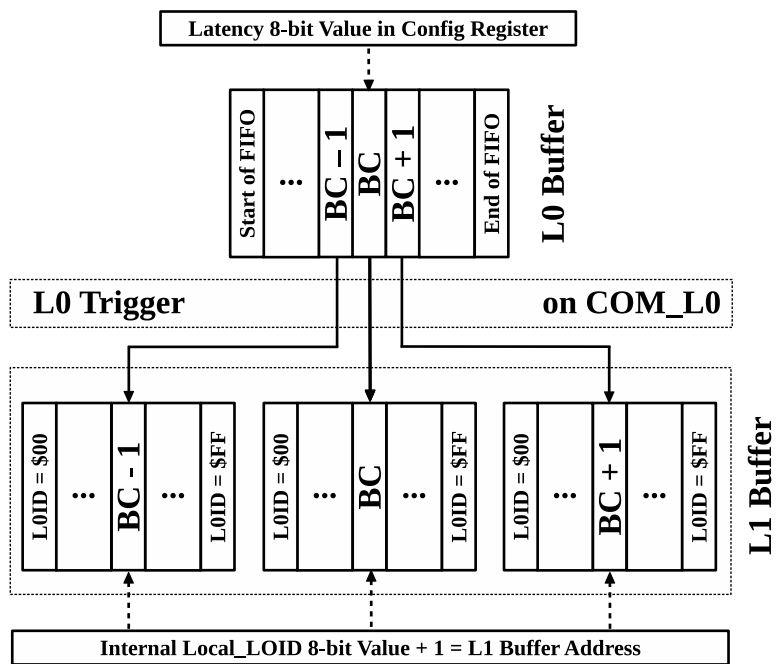 Latency 8-bit Value in Config Register
Start of FIFO
...
BC – 1
BC
BC + 1
...
End of FIFO
L0 Buffer
L0 Trigger
on COM_L0
L0ID = $00
...
BC - 1
...
L0ID = $FF
L0ID = $00
...
BC
...
L0ID = $FF
L0ID = $00
...
BC + 1
...
L0ID = $FF
L1 Buffer
Internal Local_LOID 8-bit Value + 1 = L1 Buffer Address